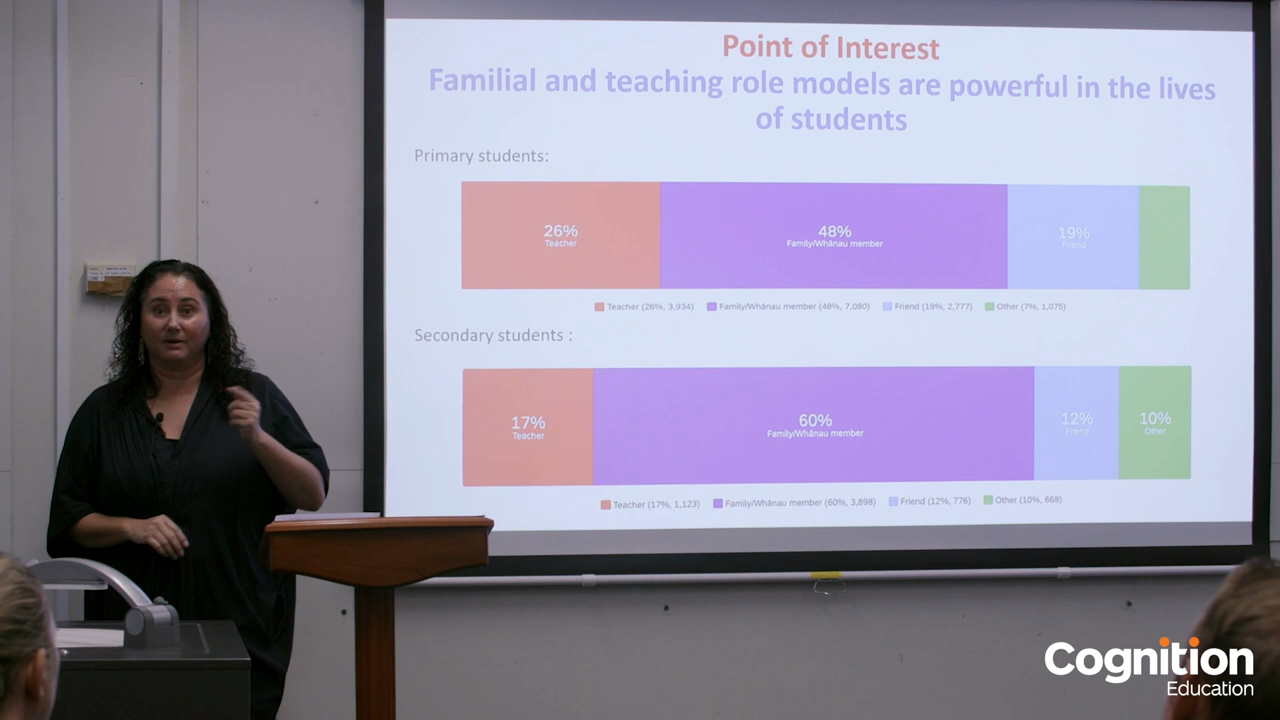 Point of Interest
Familial and teaching role models are powerful in the lives
of students
Primary students:
26%
Teacher
48%
Family/Whānau member
19%
Friend
Teacher (26%, 3,934) Family/Whānau member (48%, 7,080) Friend (19%, 2,777) Other (7%, 1,075)
Secondary students :
17%
Teacher
60%
Family/Whānau member
12%
Friend
10%
Other
Teacher (17%, 1,123) Family/Whānau member (60%, 3,898) Friend (12%, 776) Other (10%, 668)
Cognition
Education